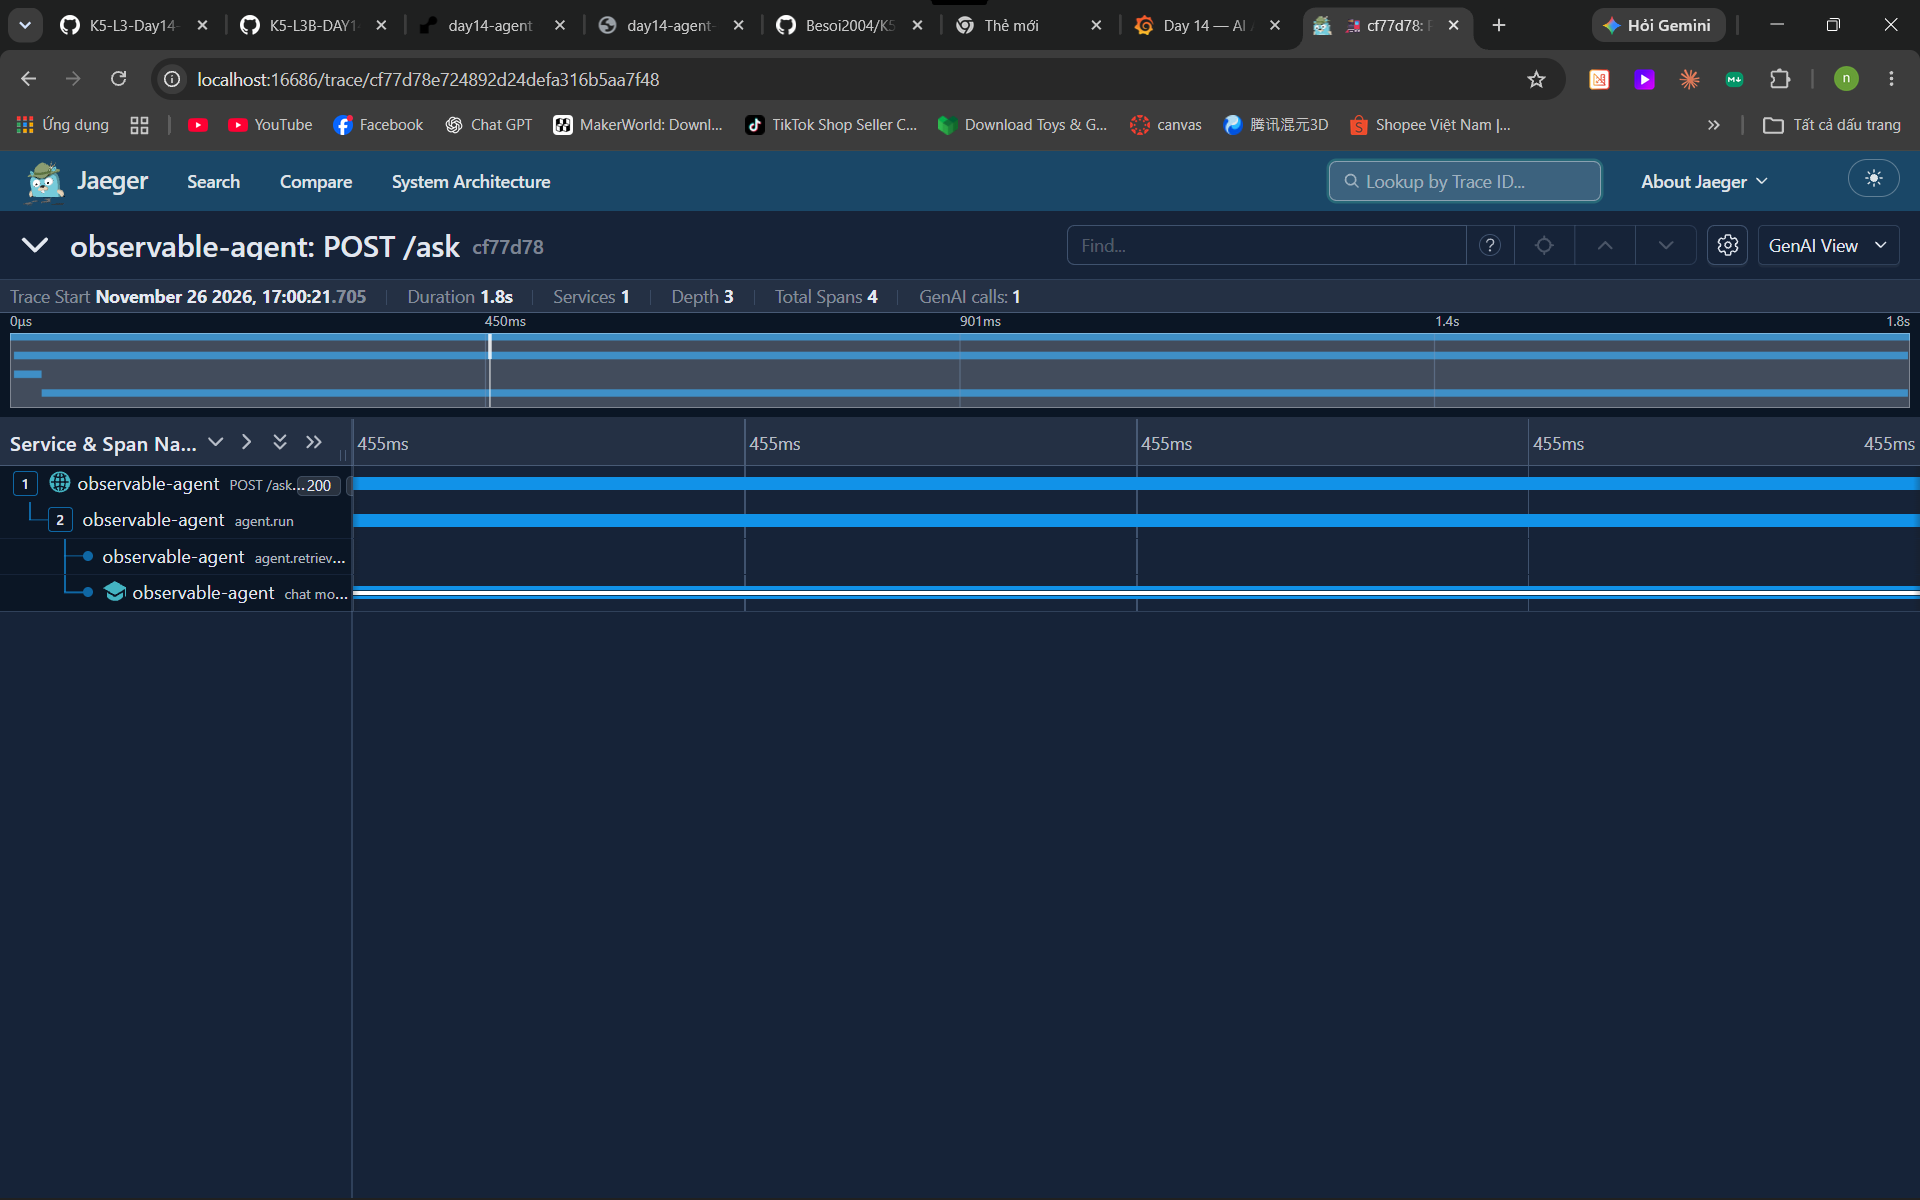 K5-L3-Day14-
K5-L3B-DAY1
day14-agent
day14-agent-
Besoi2004/K5
Thẻ mới
Day 14 — AI
cf77d78:
Hỏi Gemini
localhost:16686/trace/cf77d78e724892d24defa316b5aa7f48
n
Ứng dụng
YouTube
Facebook
Chat GPT
MakerWorld: Downl...
TikTok Shop Seller C...
Download Toys & G...
canvas
腾讯混元3D
Shopee Việt Nam |...
Tất cả dấu trang
Jaeger
Search
Compare
System Architecture
Lookup by Trace ID...
About Jaeger
observable-agent: POST /ask cf77d78
Find...
?
GenAI View
Trace Start November 26 2026, 17:00:21.705
Duration 1.8s
Services 1
Depth 3
Total Spans 4
GenAI calls: 1
0μs
450ms
901ms
1.4s
1.8s
Service & Span Na...
455ms
455ms
455ms
455ms
455ms
1 observable-agent POST /ask... 200
2 observable-agent agent.run
observable-agent agent.retriev...
observable-agent chat mo...